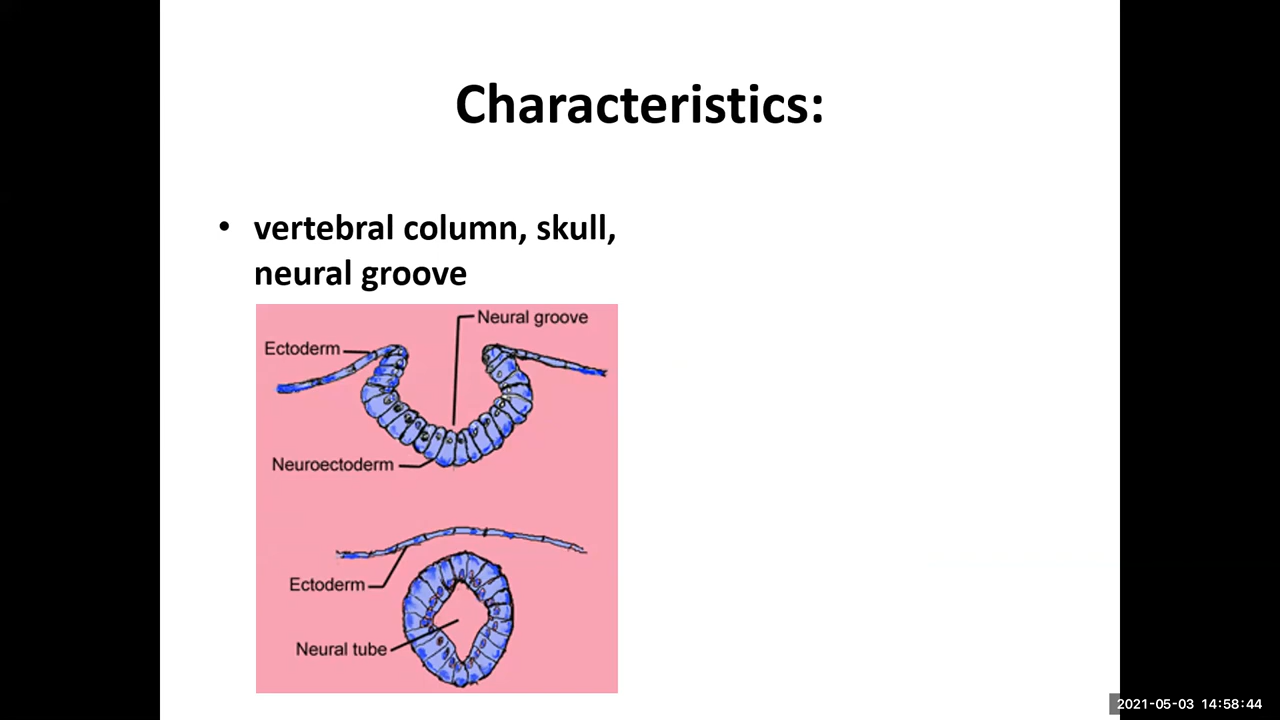 Characteristics:
• vertebral column, skull,
neural groove
Neural groove
Ectoderm
Neuroectoderm
Ectoderm
Neural tube
2021-05-03 14:58:44